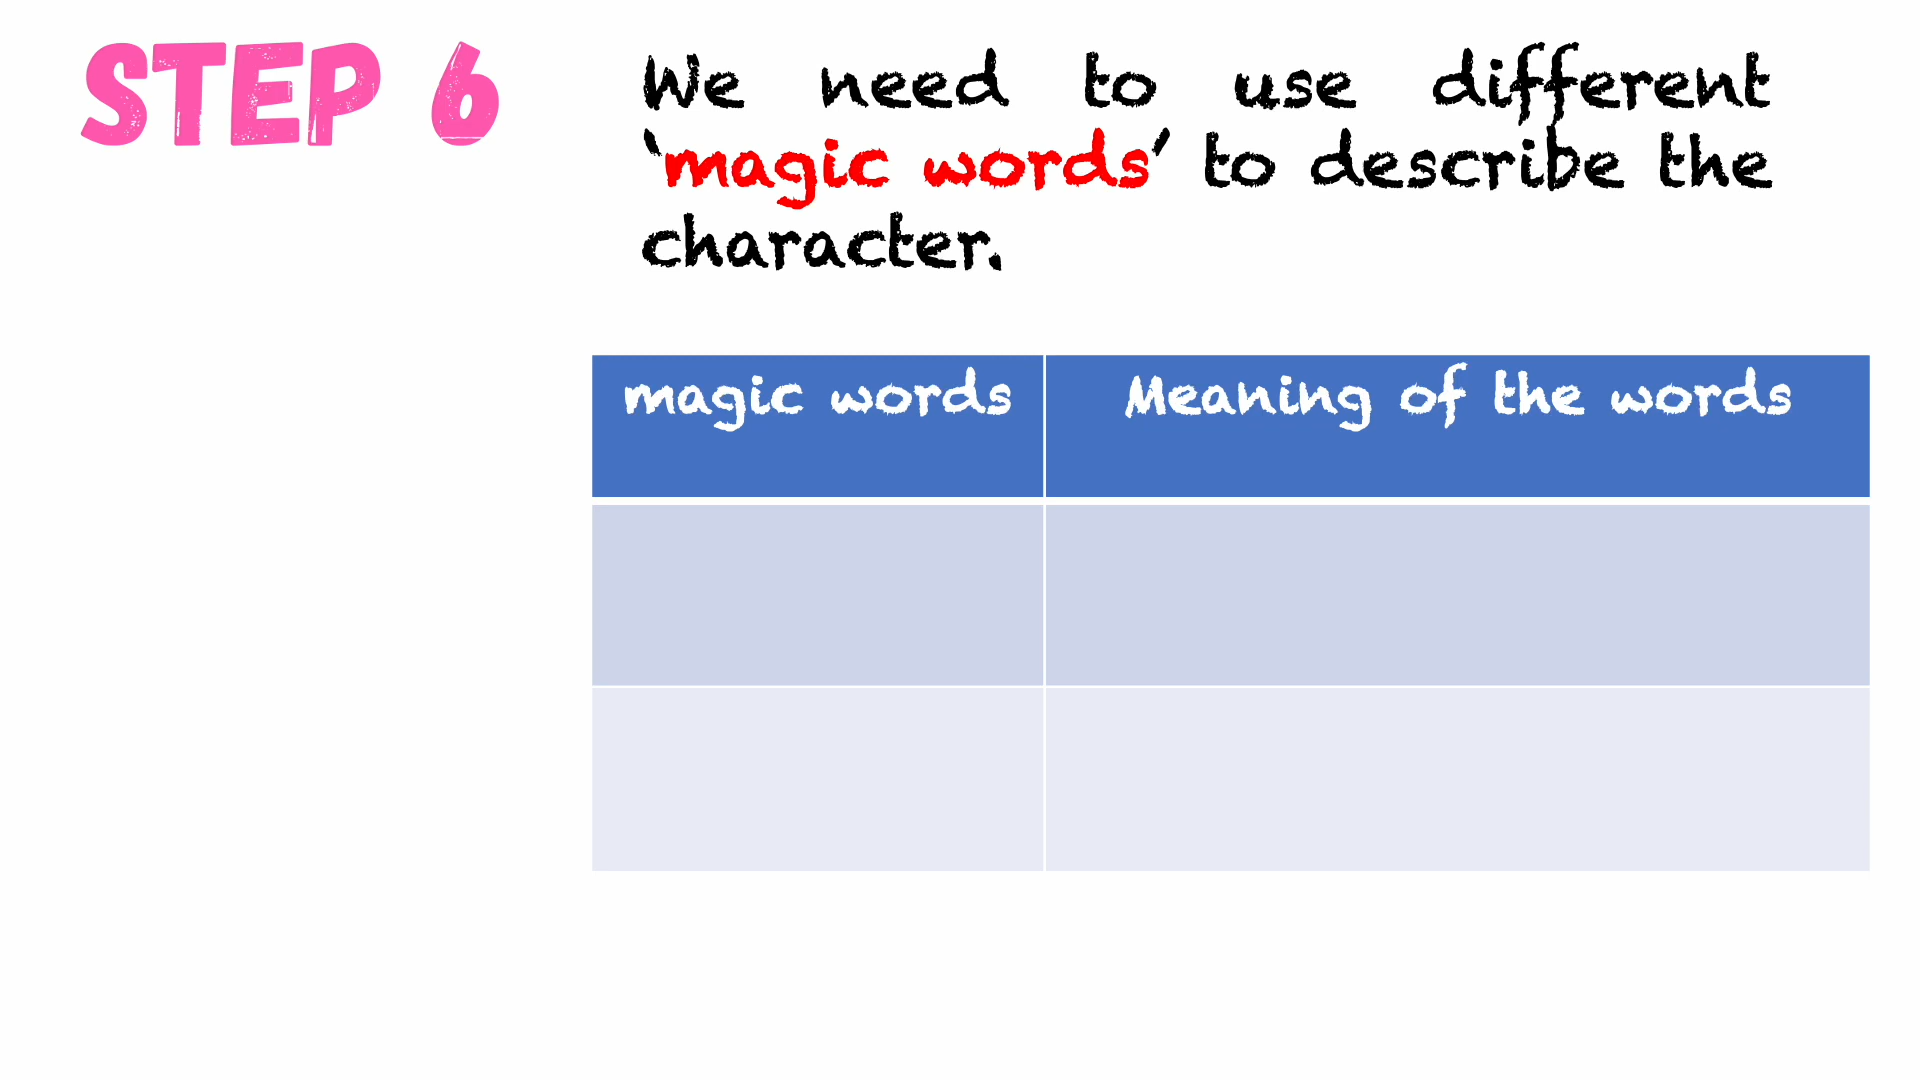 STEP 6
We need to use different
‘magic words’ to describe the
character.
magic words
Meaning of the words